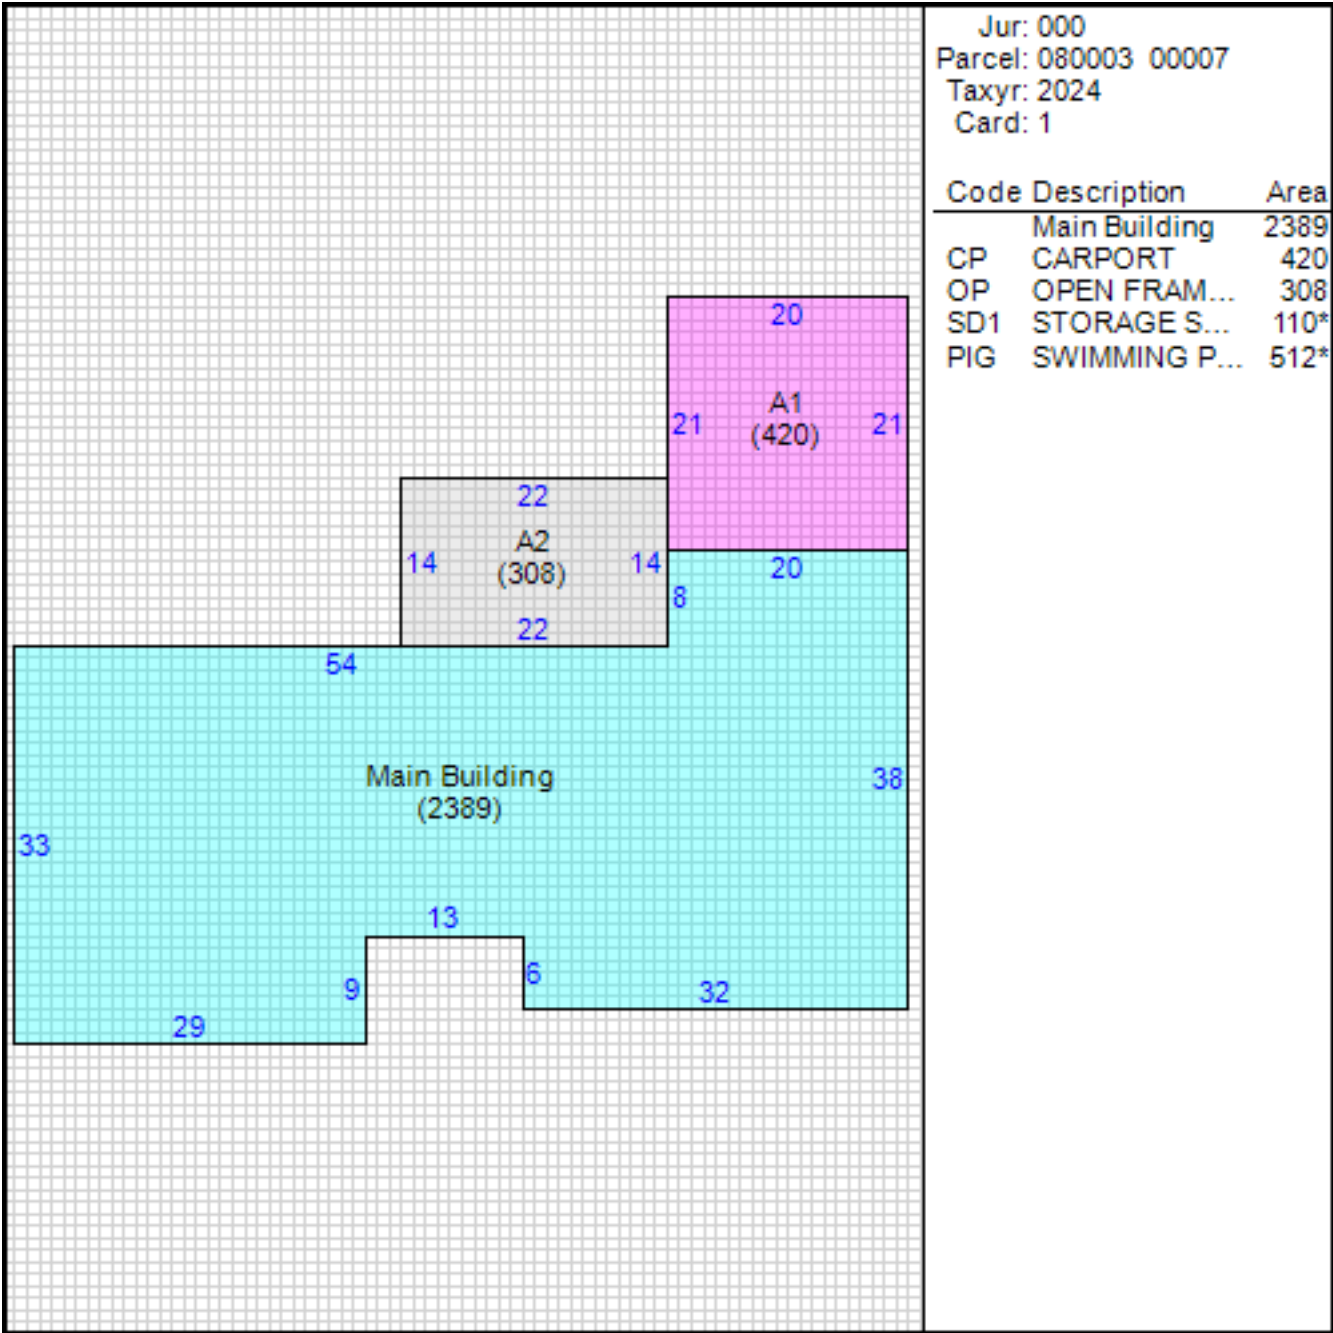 Jur: 000
Parcel: 080003 00007
Taxyr: 2024
Card: 1
Code Description Area
Main Building 2389
CP CARPORT 420
OP OPEN FRAM... 308
SD1 STORAGE S... 110*
PIG SWIMMING P... 512*
20
A1
21 (420) 21
22
A2
14 (308) 14
22
20
8
54
Main Building
(2389)
38
33
13
9
6
32
29